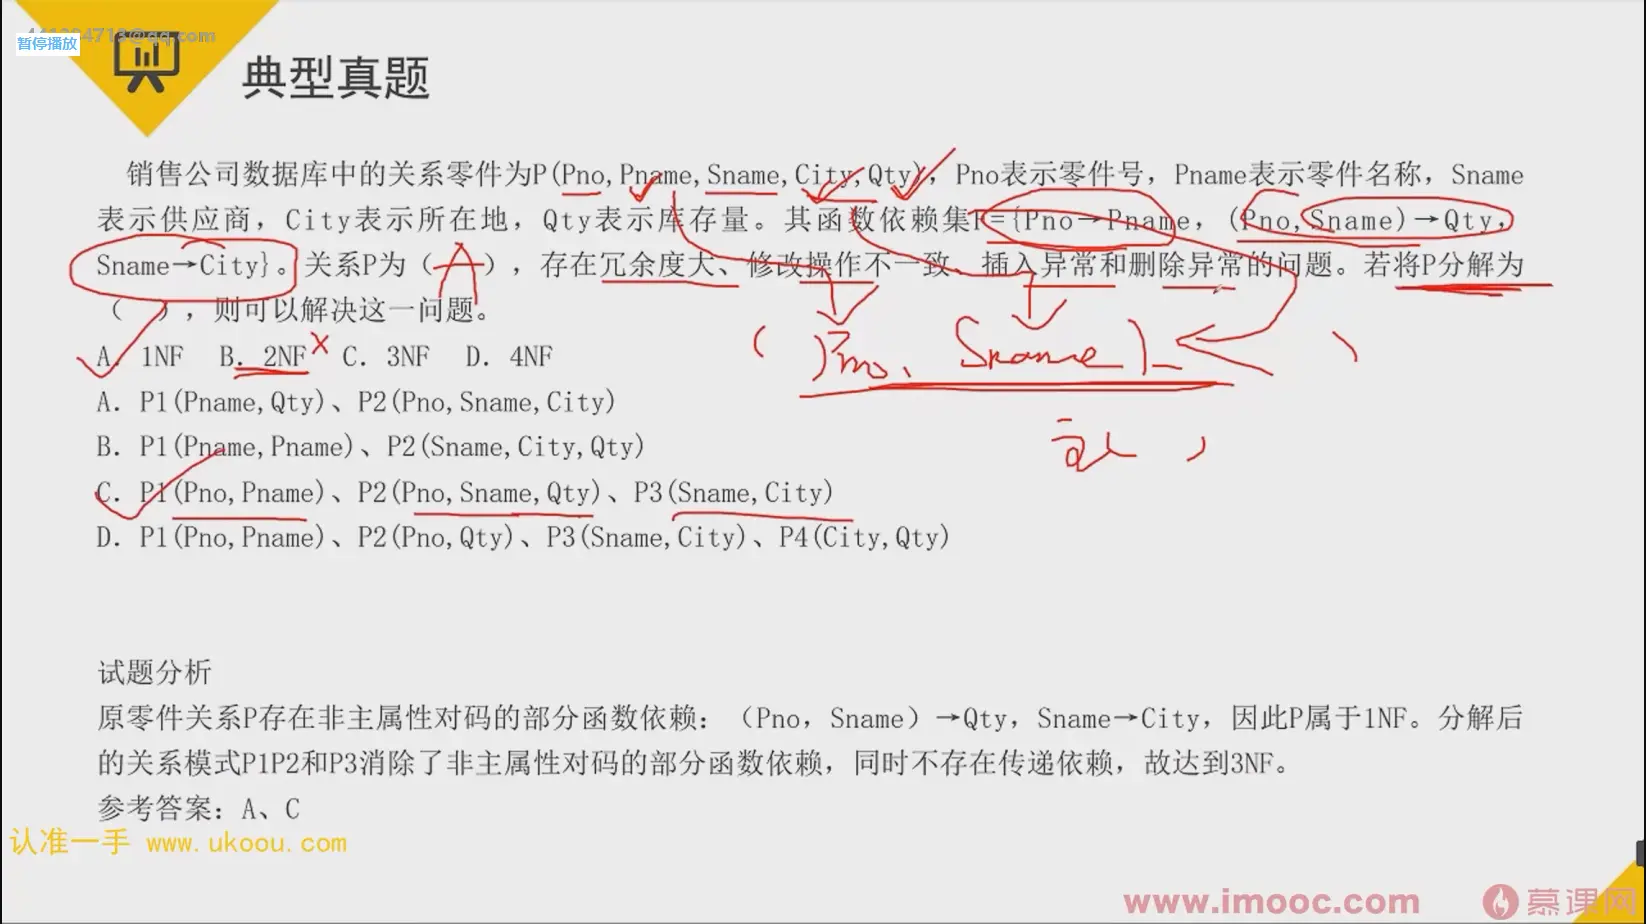 暂停播放
4713@qq.com
典型真题
销售公司数据库中的关系零件为P(Pno,Pname,Sname,City,Qty)，Pno表示零件号，Pname表示零件名称，Sname
表示供应商，City表示所在地，Qty表示库存量。其函数依赖集F={Pno→Pname，(Pno,Sname)→Qty，
Sname→City}。关系P为（A），存在冗余度大、修改操作不一致、插入异常和删除异常的问题。若将P分解为
（ ），则可以解决这一问题。
A. 1NF B. 2NF X C. 3NF D. 4NF
(Pno, Sname)
A. P1(Pname,Qty)、P2(Pno,Sname,City)
B. P1(Pname,Pname)、P2(Sname,City,Qty)
C. P1(Pno,Pname)、P2(Pno,Sname,Qty)、P3(Sname,City)
D. P1(Pno,Pname)、P2(Pno,Qty)、P3(Sname,City)、P4(City,Qty)
试题分析
原零件关系P存在非主属性对码的部分函数依赖：（Pno，Sname）→Qty，Sname→City，因此P属于1NF。分解后
的关系模式P1P2和P3消除了非主属性对码的部分函数依赖，同时不存在传递依赖，故达到3NF。
参考答案：A、C
认准一手 www.ukoou.com
www.imooc.com 慕课网